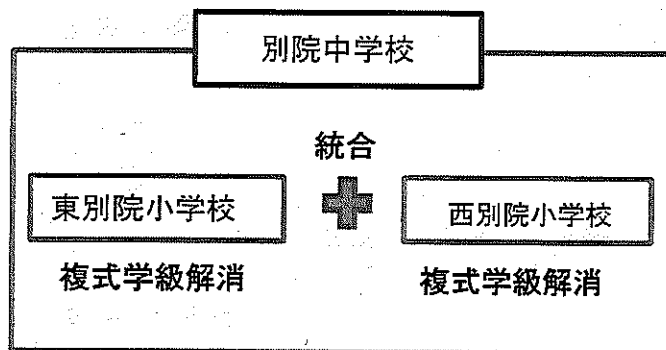 別院中学校
統合
東別院小学校
西別院小学校
複式学級解消
複式学級解消